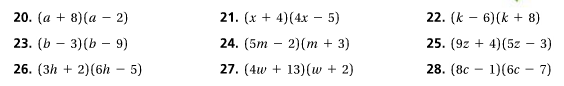 20. (a + 8)(a − 2) 21. (x + 4)(4x − 5) 22. (k − 6)(k + 8)
23. (b − 3)(b − 9) 24. (5m − 2)(m + 3) 25. (9z + 4)(5z − 3)
26. (3h + 2)(6h − 5) 27. (4w + 13)(w + 2) 28. (8c − 1)(6c − 7)